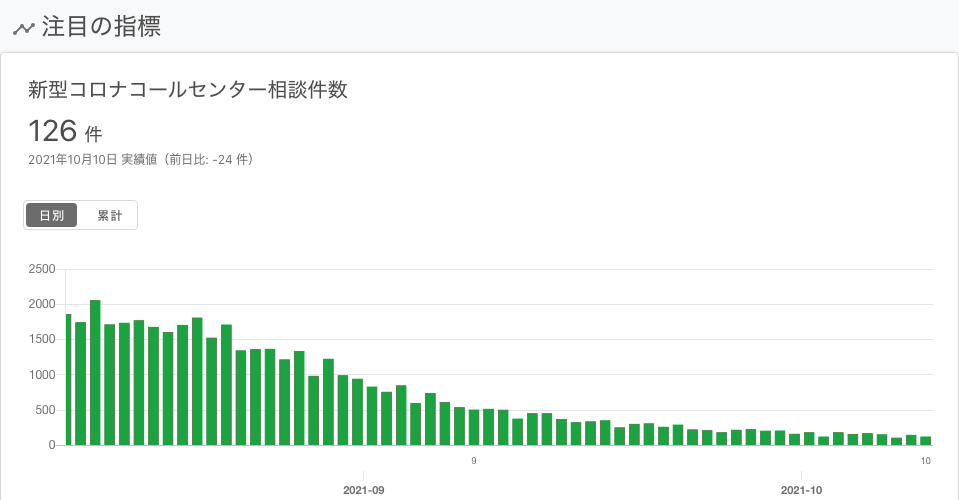 注目の指標
新型コロナコールセンター相談件数
126 件
2021年10月10日 実績値（前日比: -24 件）
日別 累計
2500
2000
1500
1000
500
0
9 10
2021-09 2021-10